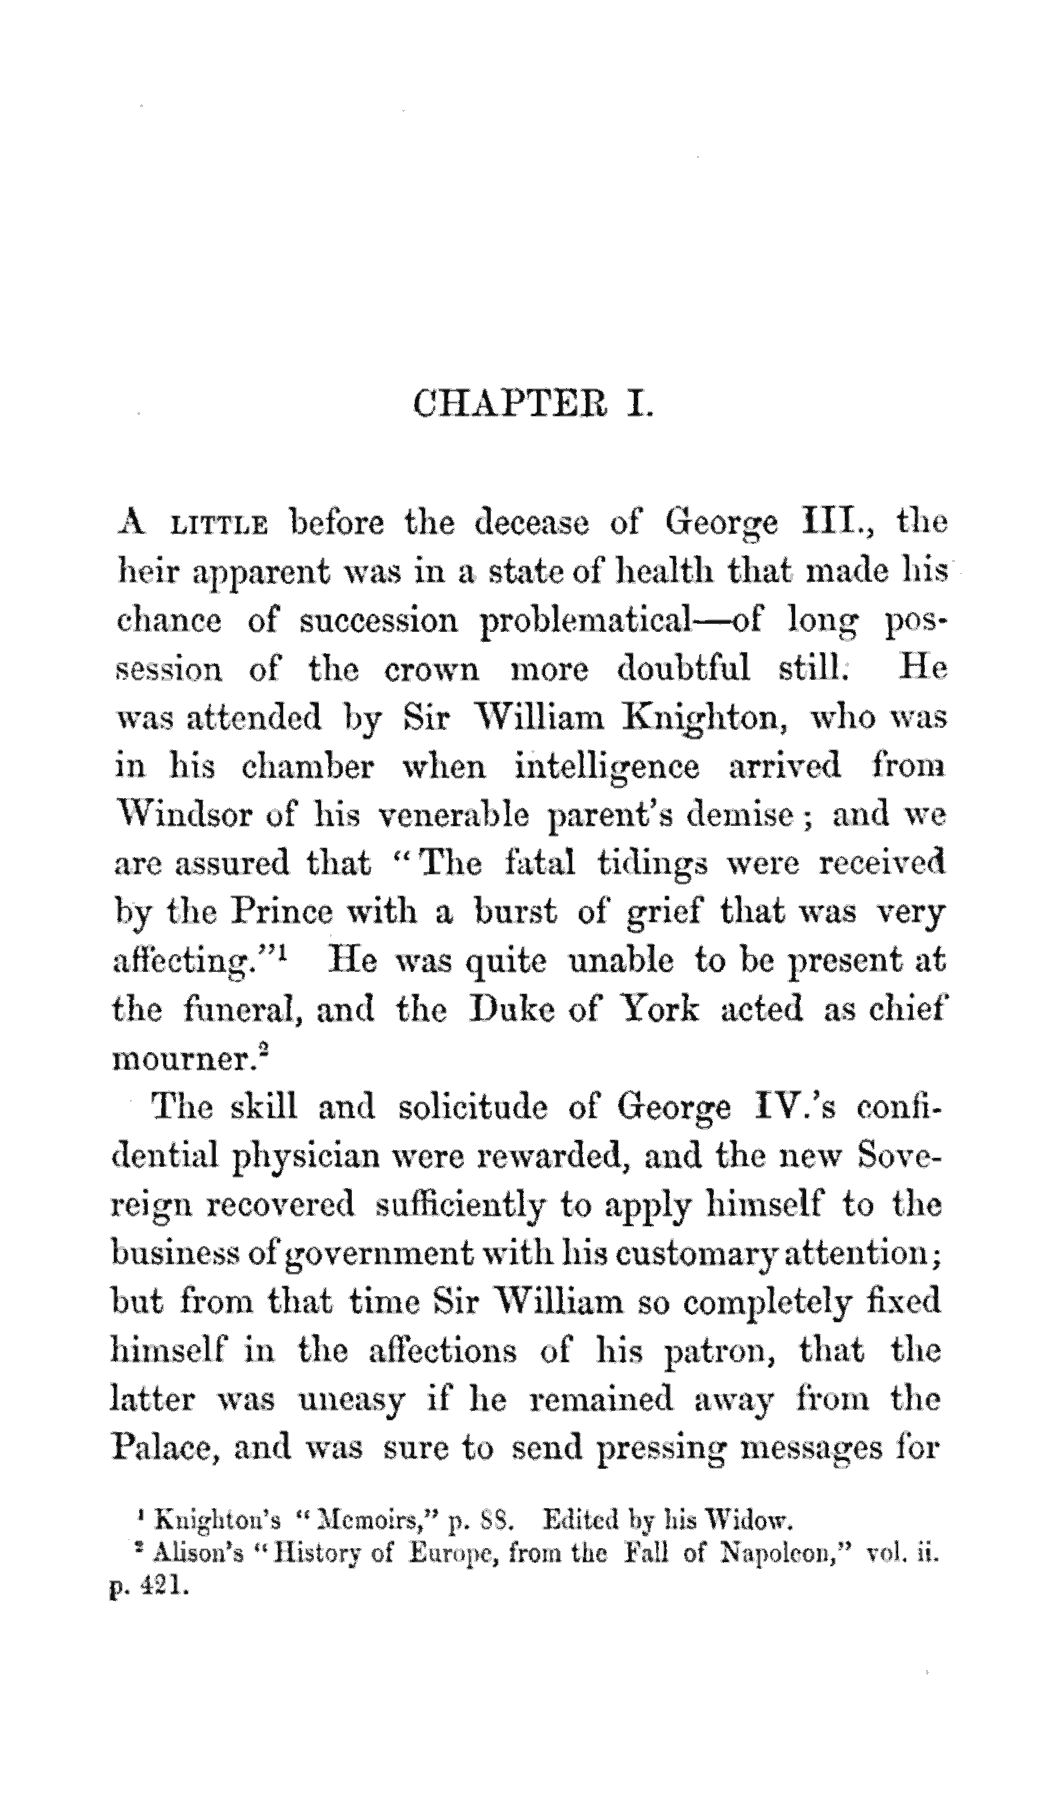 CHAPTER I.
A LITTLE before the decease of George III., the
heir apparent was in a state of health that made his
chance of succession problematical—of long pos-
session of the crown more doubtful still. He
was attended by Sir William Knighton, who was
in his chamber when intelligence arrived from
Windsor of his venerable parent's demise; and we
are assured that "The fatal tidings were received
by the Prince with a burst of grief that was very
affecting."¹ He was quite unable to be present at
the funeral, and the Duke of York acted as chief
mourner.²
The skill and solicitude of George IV.'s confi-
dential physician were rewarded, and the new Sove-
reign recovered sufficiently to apply himself to the
business of government with his customary attention;
but from that time Sir William so completely fixed
himself in the affections of his patron, that the
latter was uneasy if he remained away from the
Palace, and was sure to send pressing messages for
¹ Knighton's "Memoirs," p. 88. Edited by his Widow.
² Alison's "History of Europe, from the Fall of Napoleon," vol. ii.
p. 421.